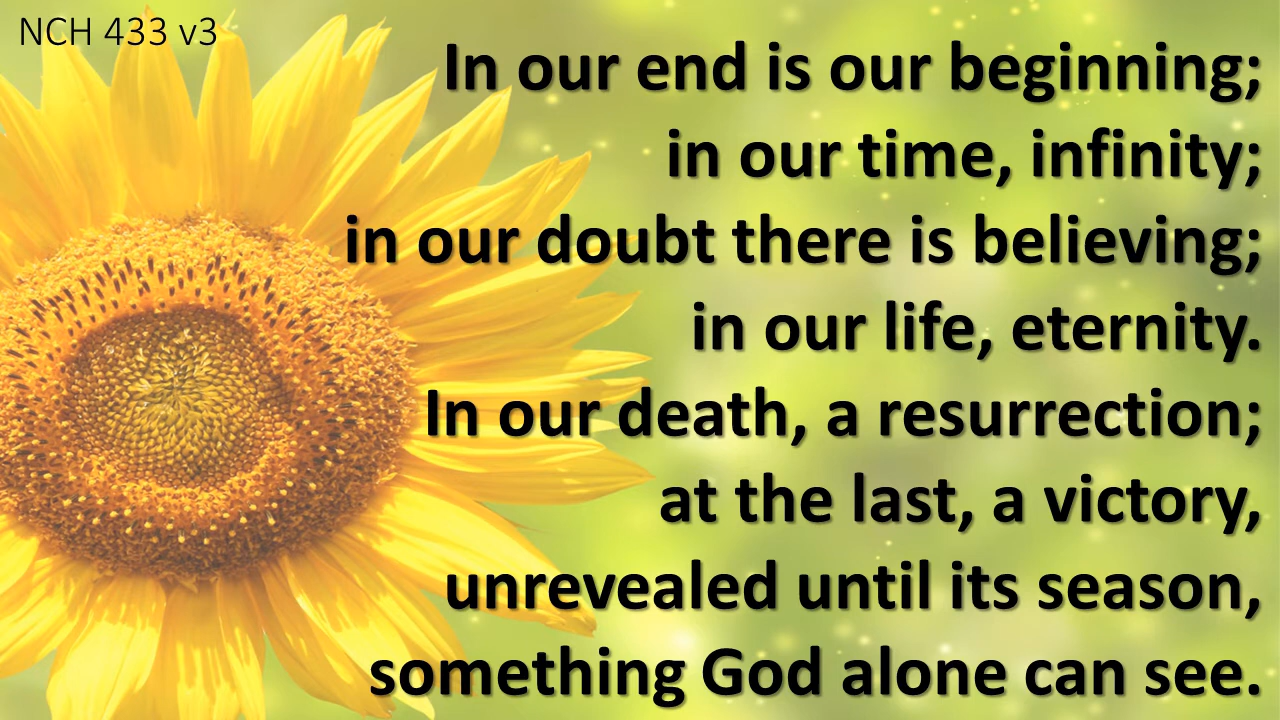 NCH 433 v3
In our end is our beginning;
in our time, infinity;
in our doubt there is believing;
in our life, eternity.
In our death, a resurrection;
at the last, a victory,
unrevealed until its season,
something God alone can see.